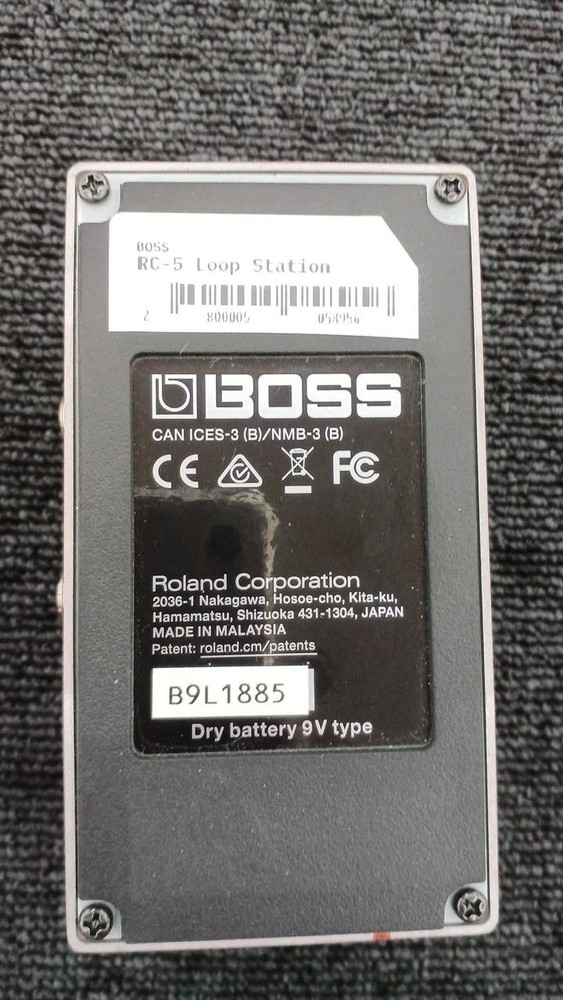 BOSS
RC-5 Loop Station
2 800005 058954
BOSS
CAN ICES-3 (B)/NMB-3 (B)
CE FC
Roland Corporation
2036-1 Nakagawa, Hosoe-cho, Kita-ku,
Hamamatsu, Shizuoka 431-1304, JAPAN
MADE IN MALAYSIA
Patent: roland.cm/patents
B9L1885
Dry battery 9V type